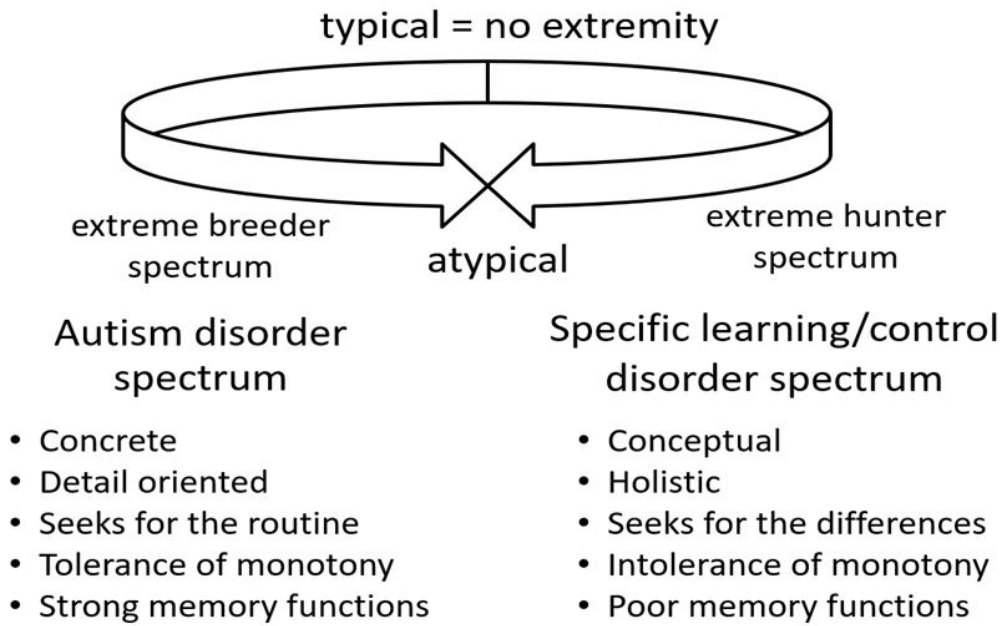 typical = no extremity
extreme breeder
spectrum
atypical
extreme hunter
spectrum
Autism disorder
spectrum
• Concrete
• Detail oriented
• Seeks for the routine
• Tolerance of monotony
• Strong memory functions
Specific learning/control
disorder spectrum
• Conceptual
• Holistic
• Seeks for the differences
• Intolerance of monotony
• Poor memory functions